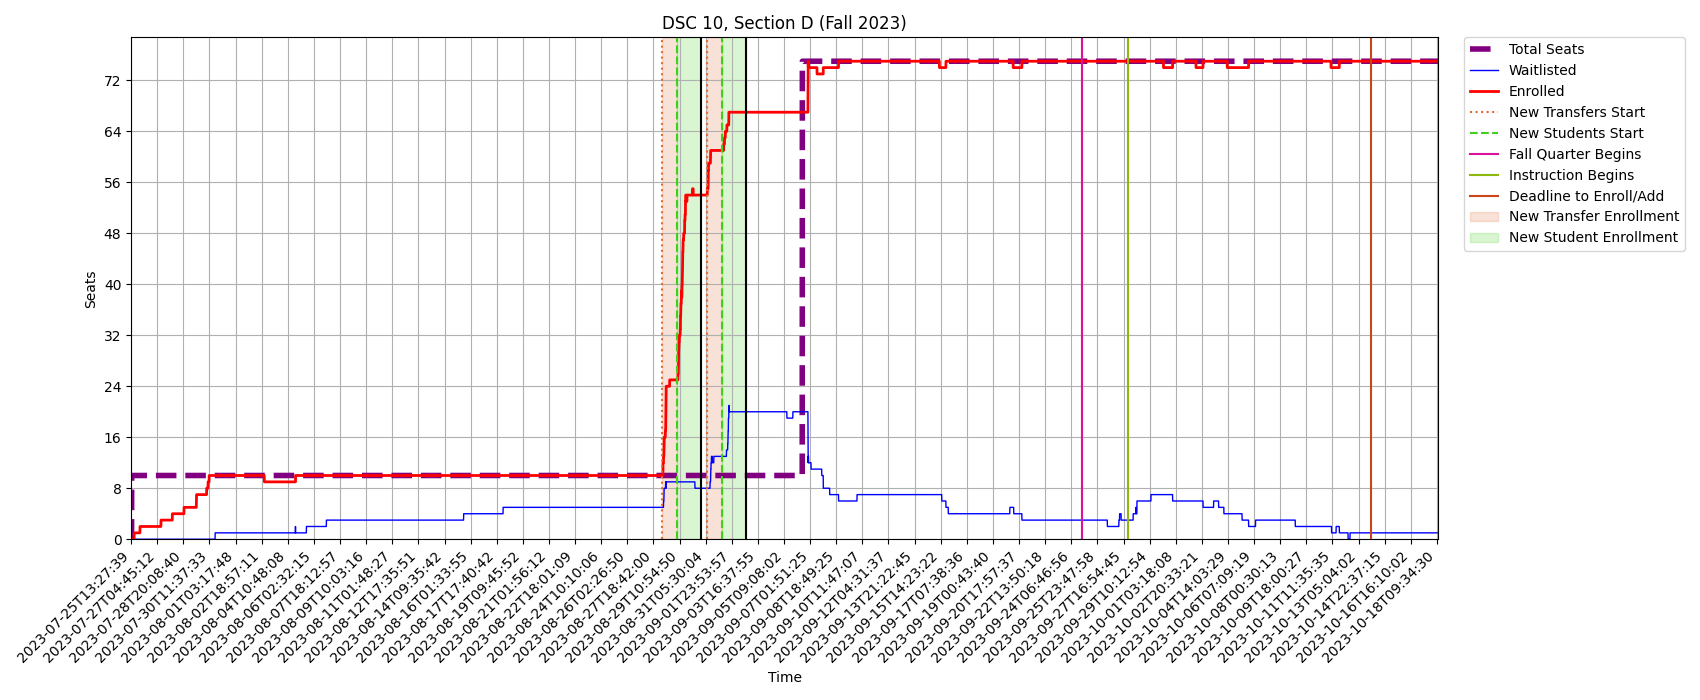 DSC 10, Section D (Fall 2023)
Seats
72
64
56
48
40
32
24
16
8
0
2023-07-25T13:27:39
2023-07-27T04:45:12
2023-07-28T20:08:40
2023-07-30T11:37:33
2023-08-01T03:17:48
2023-08-02T18:57:11
2023-08-04T10:48:08
2023-08-06T02:32:15
2023-08-07T18:12:57
2023-08-09T10:03:16
2023-08-11T01:48:27
2023-08-12T17:35:51
2023-08-14T09:35:42
2023-08-16T01:33:55
2023-08-17T17:40:42
2023-08-19T09:45:52
2023-08-21T01:56:12
2023-08-22T18:01:09
2023-08-24T10:10:06
2023-08-26T02:26:50
2023-08-27T18:42:00
2023-08-29T10:54:50
2023-08-31T05:30:04
2023-09-01T23:53:57
2023-09-03T16:37:55
2023-09-05T09:08:02
2023-09-07T01:51:25
2023-09-08T18:49:25
2023-09-10T11:47:07
2023-09-12T04:31:37
2023-09-13T21:22:45
2023-09-15T14:23:22
2023-09-17T07:38:36
2023-09-19T00:43:40
2023-09-20T17:57:37
2023-09-22T13:50:18
2023-09-24T06:46:56
2023-09-25T23:47:58
2023-09-27T16:54:45
2023-09-29T10:12:54
2023-10-01T03:18:08
2023-10-02T20:33:21
2023-10-04T14:03:29
2023-10-06T07:09:19
2023-10-08T00:30:13
2023-10-09T18:00:27
2023-10-11T11:35:35
2023-10-13T05:04:02
2023-10-14T22:37:15
2023-10-16T16:10:02
2023-10-18T09:34:30
Time
Total Seats
Waitlisted
Enrolled
New Transfers Start
New Students Start
Fall Quarter Begins
Instruction Begins
Deadline to Enroll/Add
New Transfer Enrollment
New Student Enrollment